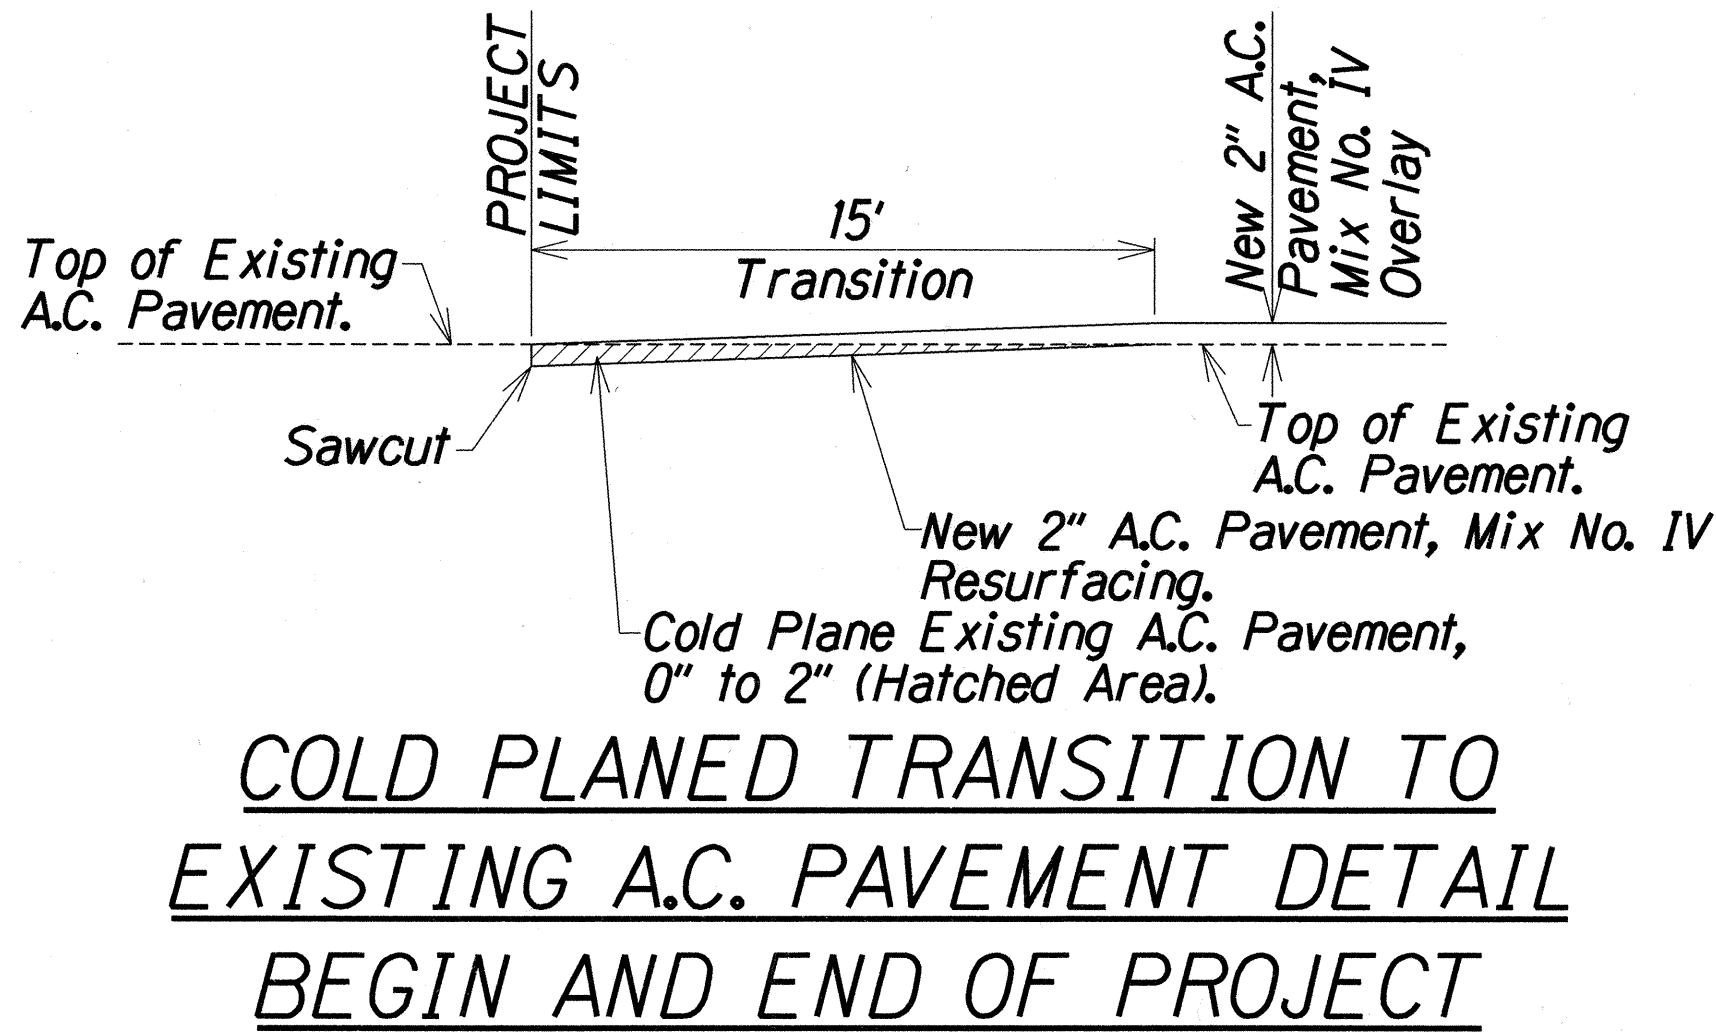 PROJECT
LIMITS
New 2" A.C.
Pavement,
Mix No. IV
Overlay
15'
Transition
Top of Existing
A.C. Pavement.
Sawcut
Top of Existing
A.C. Pavement.
New 2" A.C. Pavement, Mix No. IV
Resurfacing.
Cold Plane Existing A.C. Pavement,
0" to 2" (Hatched Area).
COLD PLANED TRANSITION TO
EXISTING A.C. PAVEMENT DETAIL
BEGIN AND END OF PROJECT